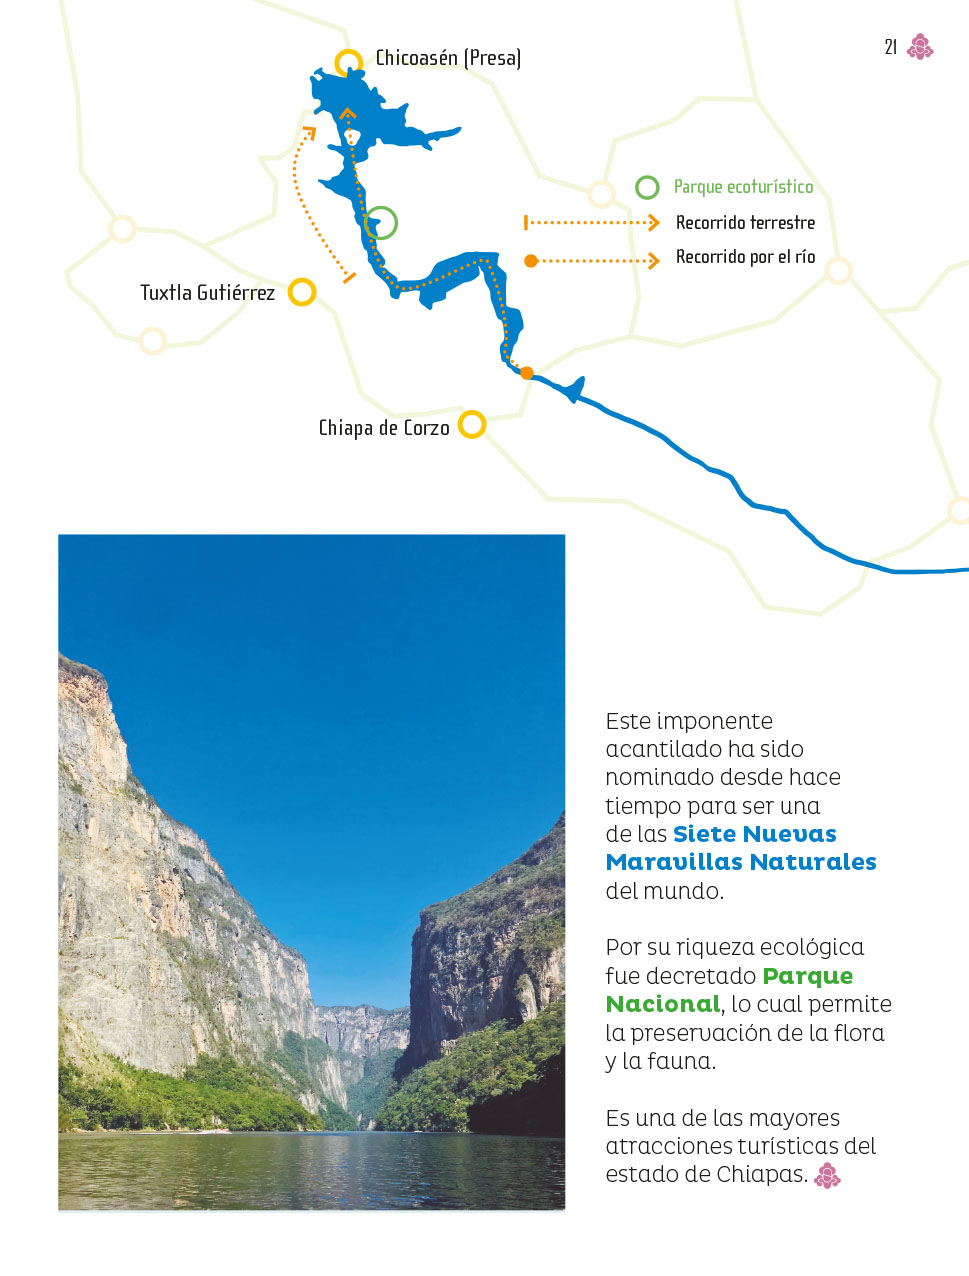 21
Chicoasén (Presa)
Parque ecoturístico
Recorrido terrestre
Recorrido por el río
Tuxtla Gutiérrez
Chiapa de Corzo
Este imponente
acantilado ha sido
nominado desde hace
tiempo para ser una
de las Siete Nuevas
Maravillas Naturales
del mundo.
Por su riqueza ecológica
fue decretado Parque
Nacional, lo cual permite
la preservación de la flora
y la fauna.
Es una de las mayores
atracciones turísticas del
estado de Chiapas.